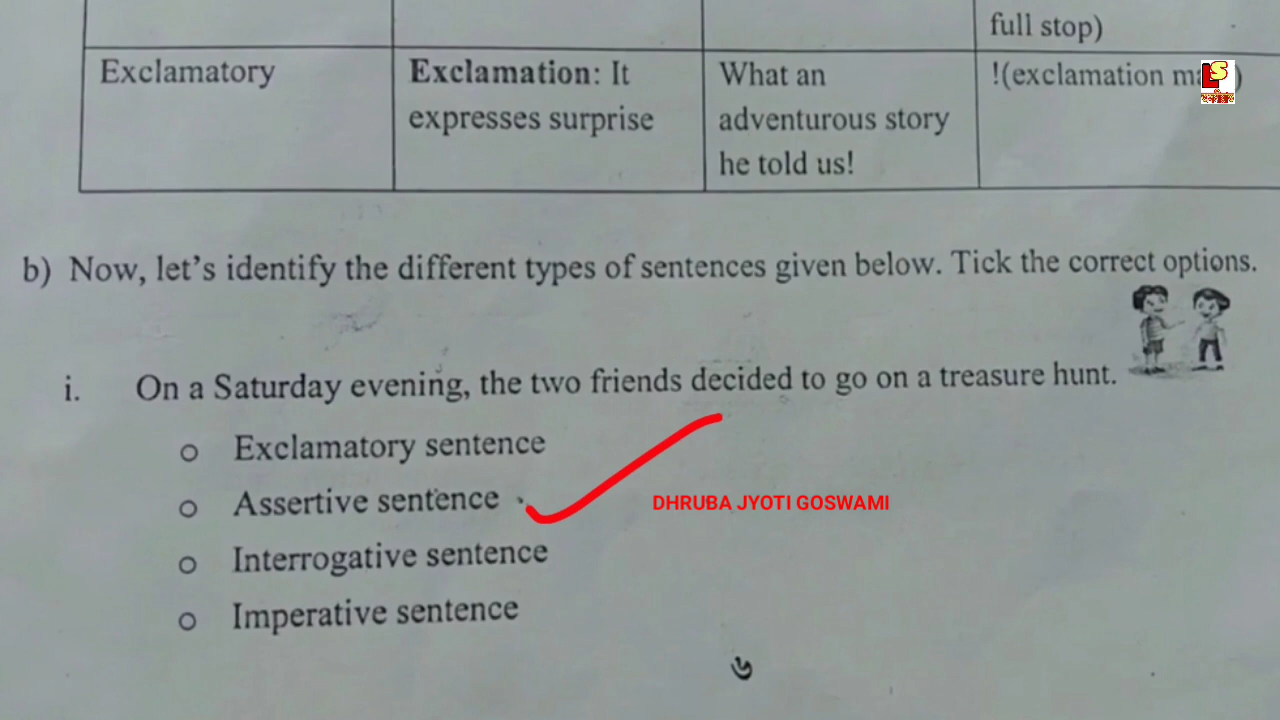 full stop)
Exclamatory
Exclamation: It
expresses surprise
What an
adventurous story
he told us!
!(exclamation
b) Now, let's identify the different types of sentences given below. Tick the correct options.
i. On a Saturday evening, the two friends decided to go on a treasure hunt.
o Exclamatory sentence
o Assertive sentence
DHRUBA JYOTI GOSWAMI
o Interrogative sentence
o Imperative sentence
৬